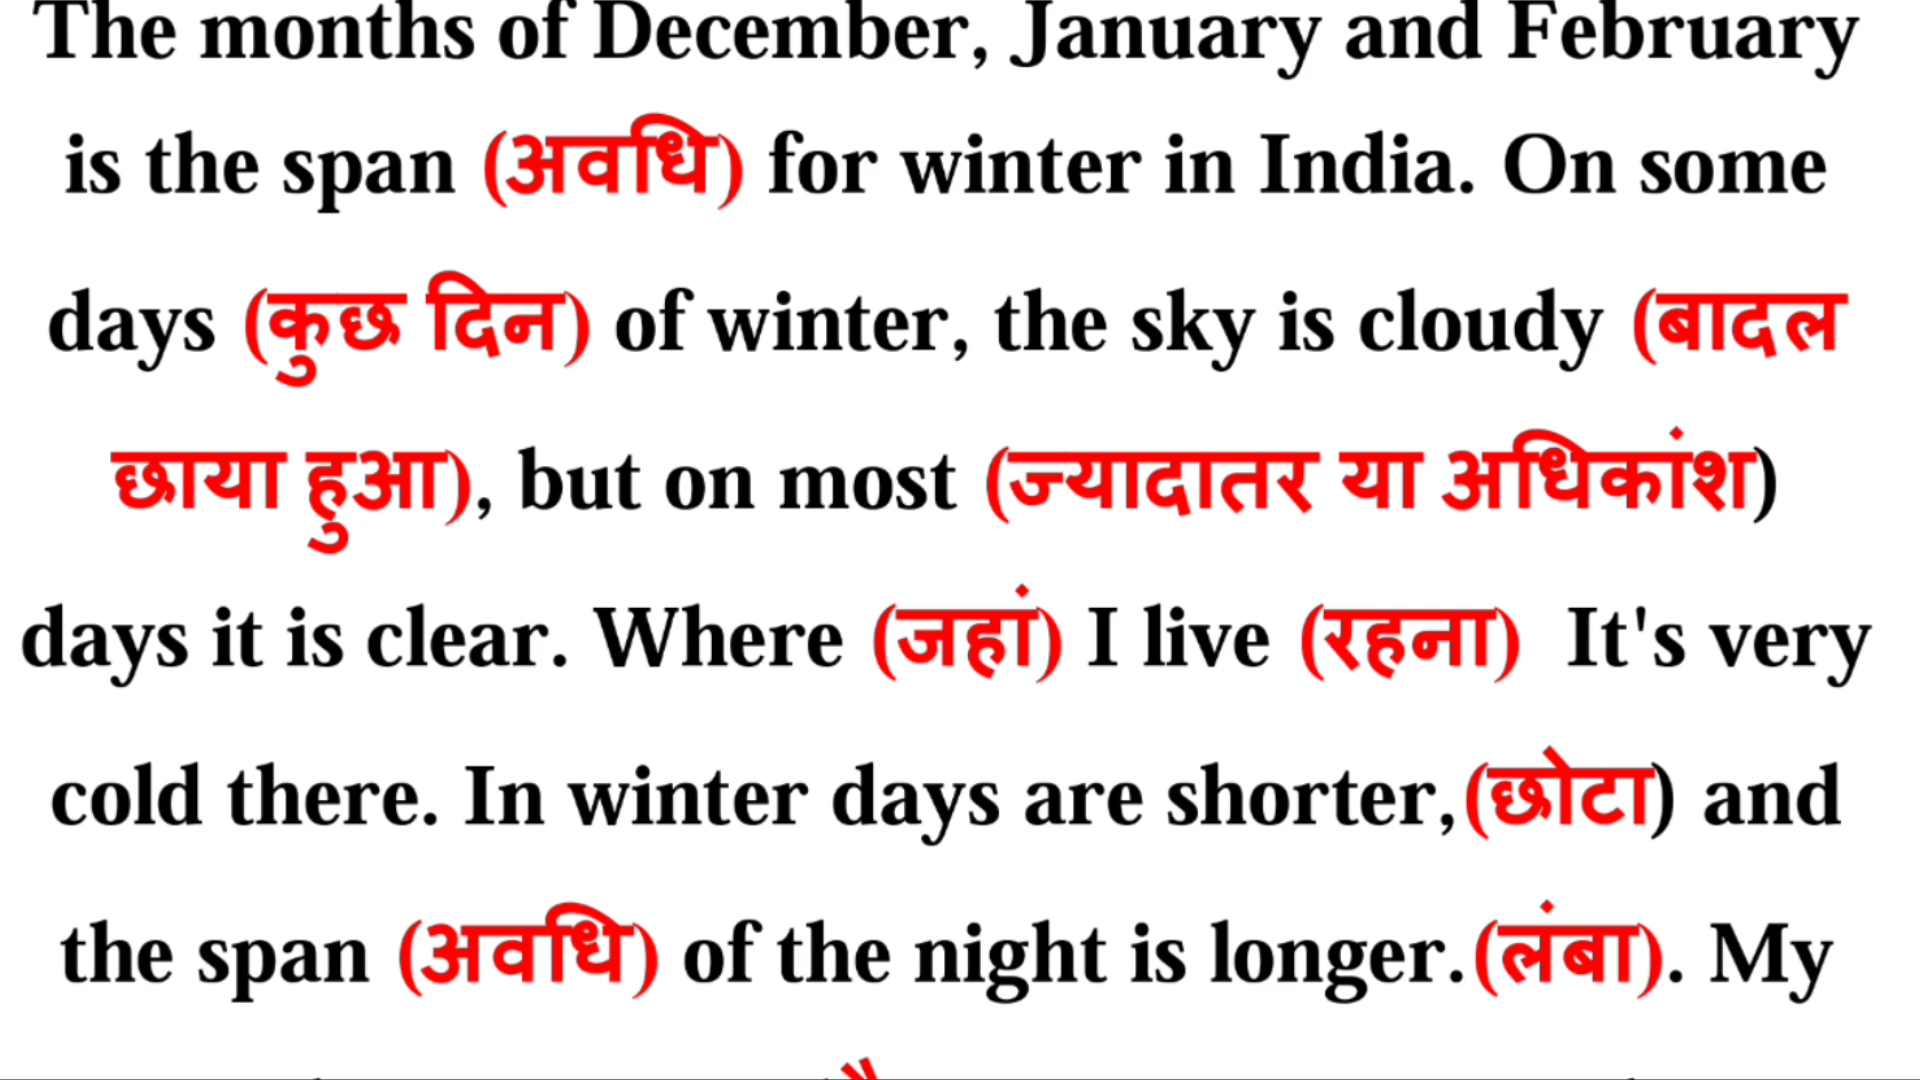 The months of December, January and February
is the span (अवधि) for winter in India. On some
days (कुछ दिन) of winter, the sky is cloudy (बादल
छाया हुआ), but on most (ज्यादातर या अधिकांश)
days it is clear. Where (जहां) I live (रहना) It's very
cold there. In winter days are shorter,(छोटा) and
the span (अवधि) of the night is longer.(लंबा). My